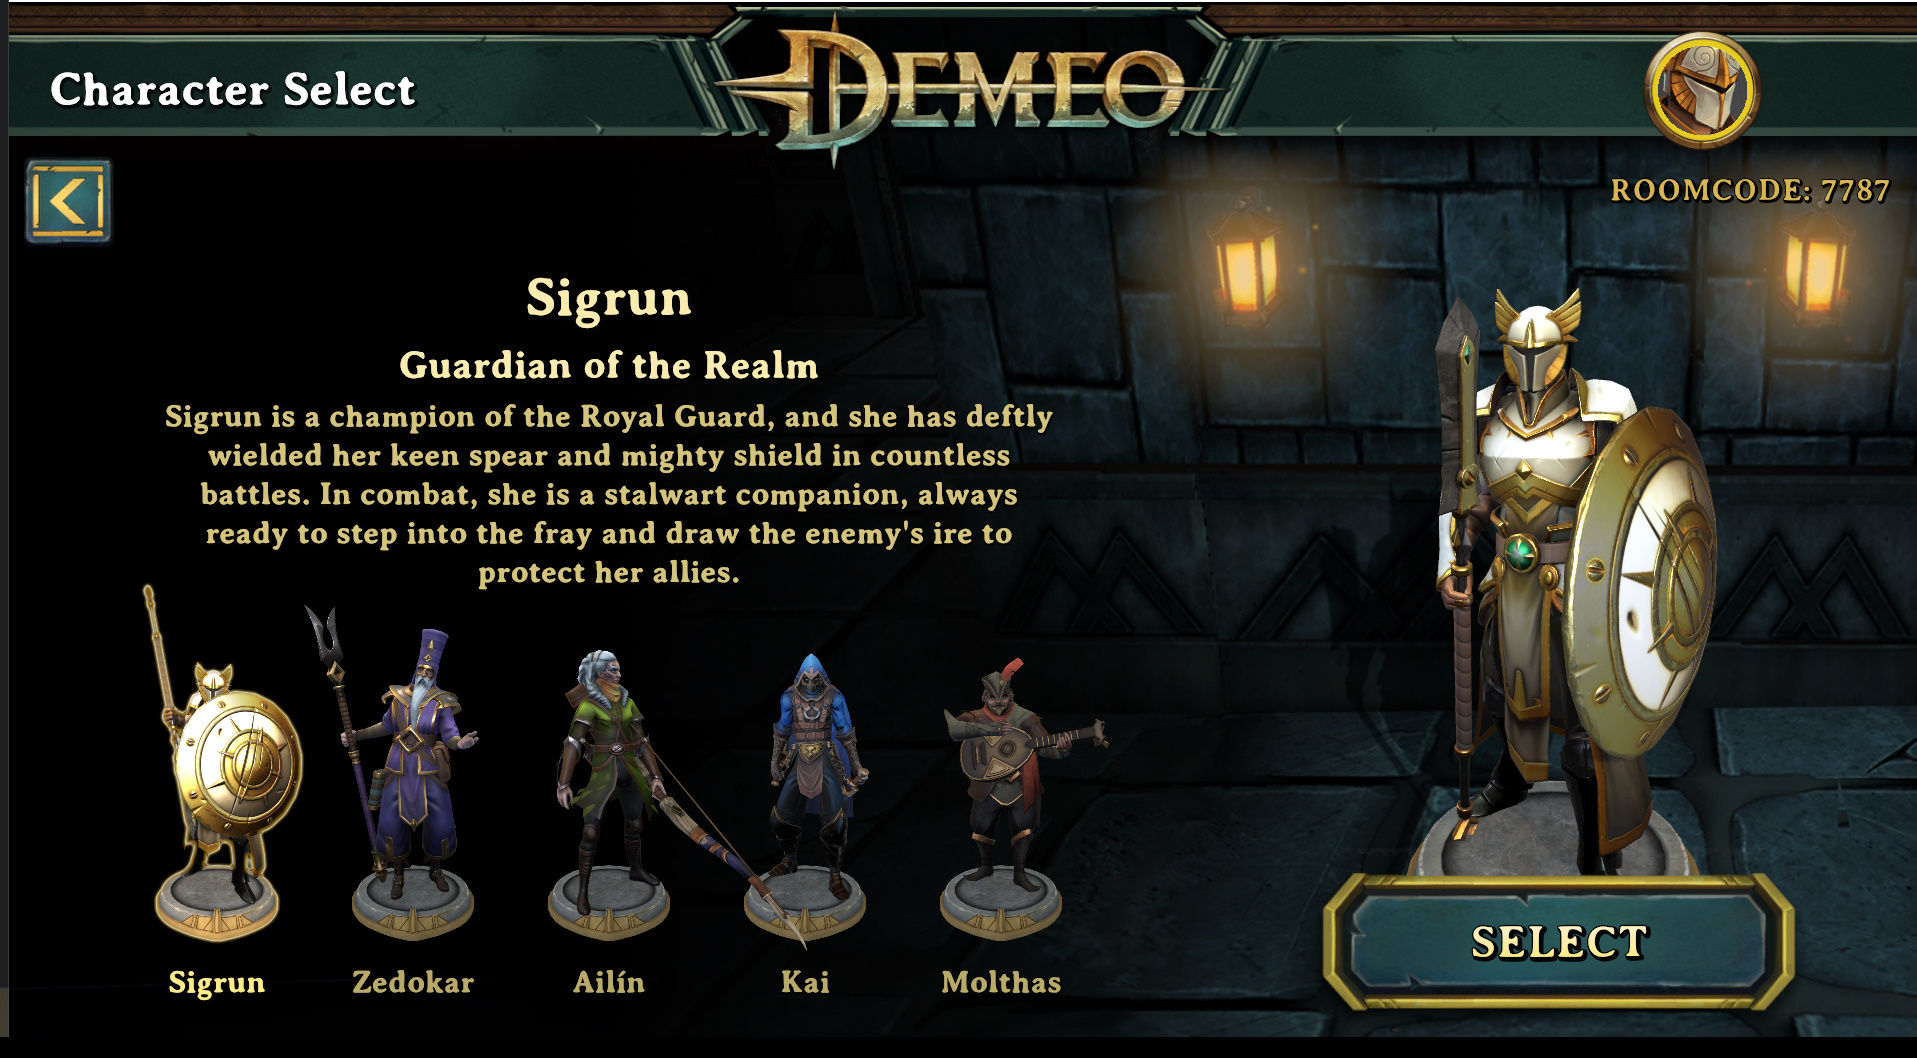 Character Select
DEMEO
ROOMCODE: 7787
Sigrun
Guardian of the Realm
Sigrun is a champion of the Royal Guard, and she has deftly
wielded her keen spear and mighty shield in countless
battles. In combat, she is a stalwart companion, always
ready to step into the fray and draw the enemy's ire to
protect her allies.
Sigrun
Zedokar
Ailín
Kai
Molthas
SELECT